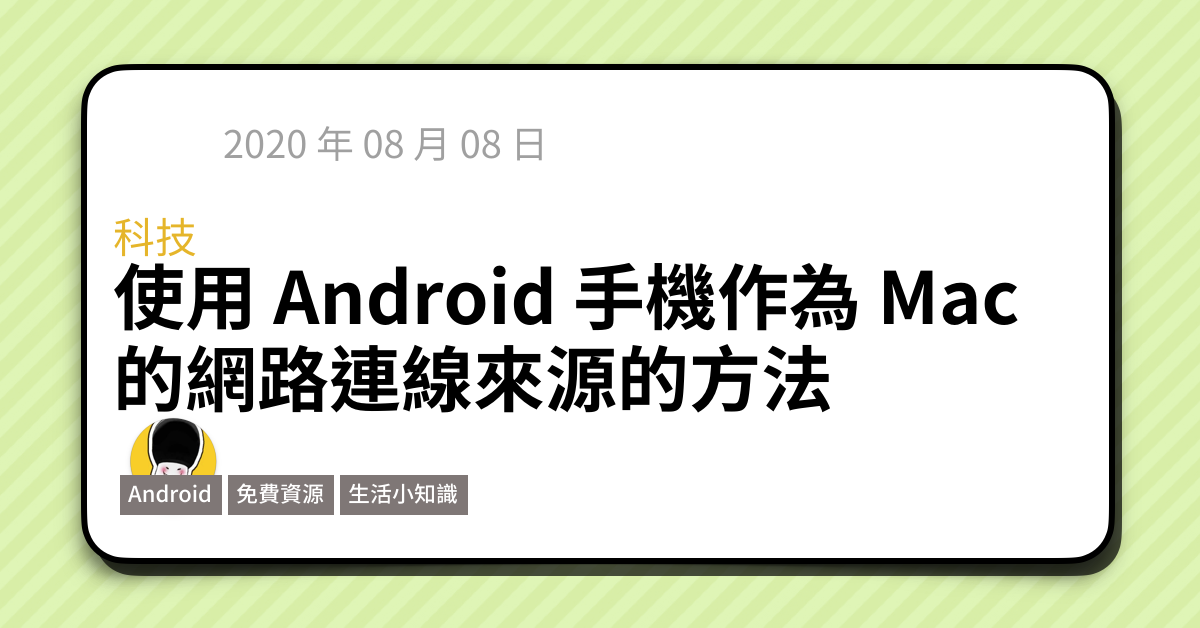 2020 年 08 月 08 日
科技
使用 Android 手機作為 Mac
的網路連線來源的方法
Android 免費資源 生活小知識